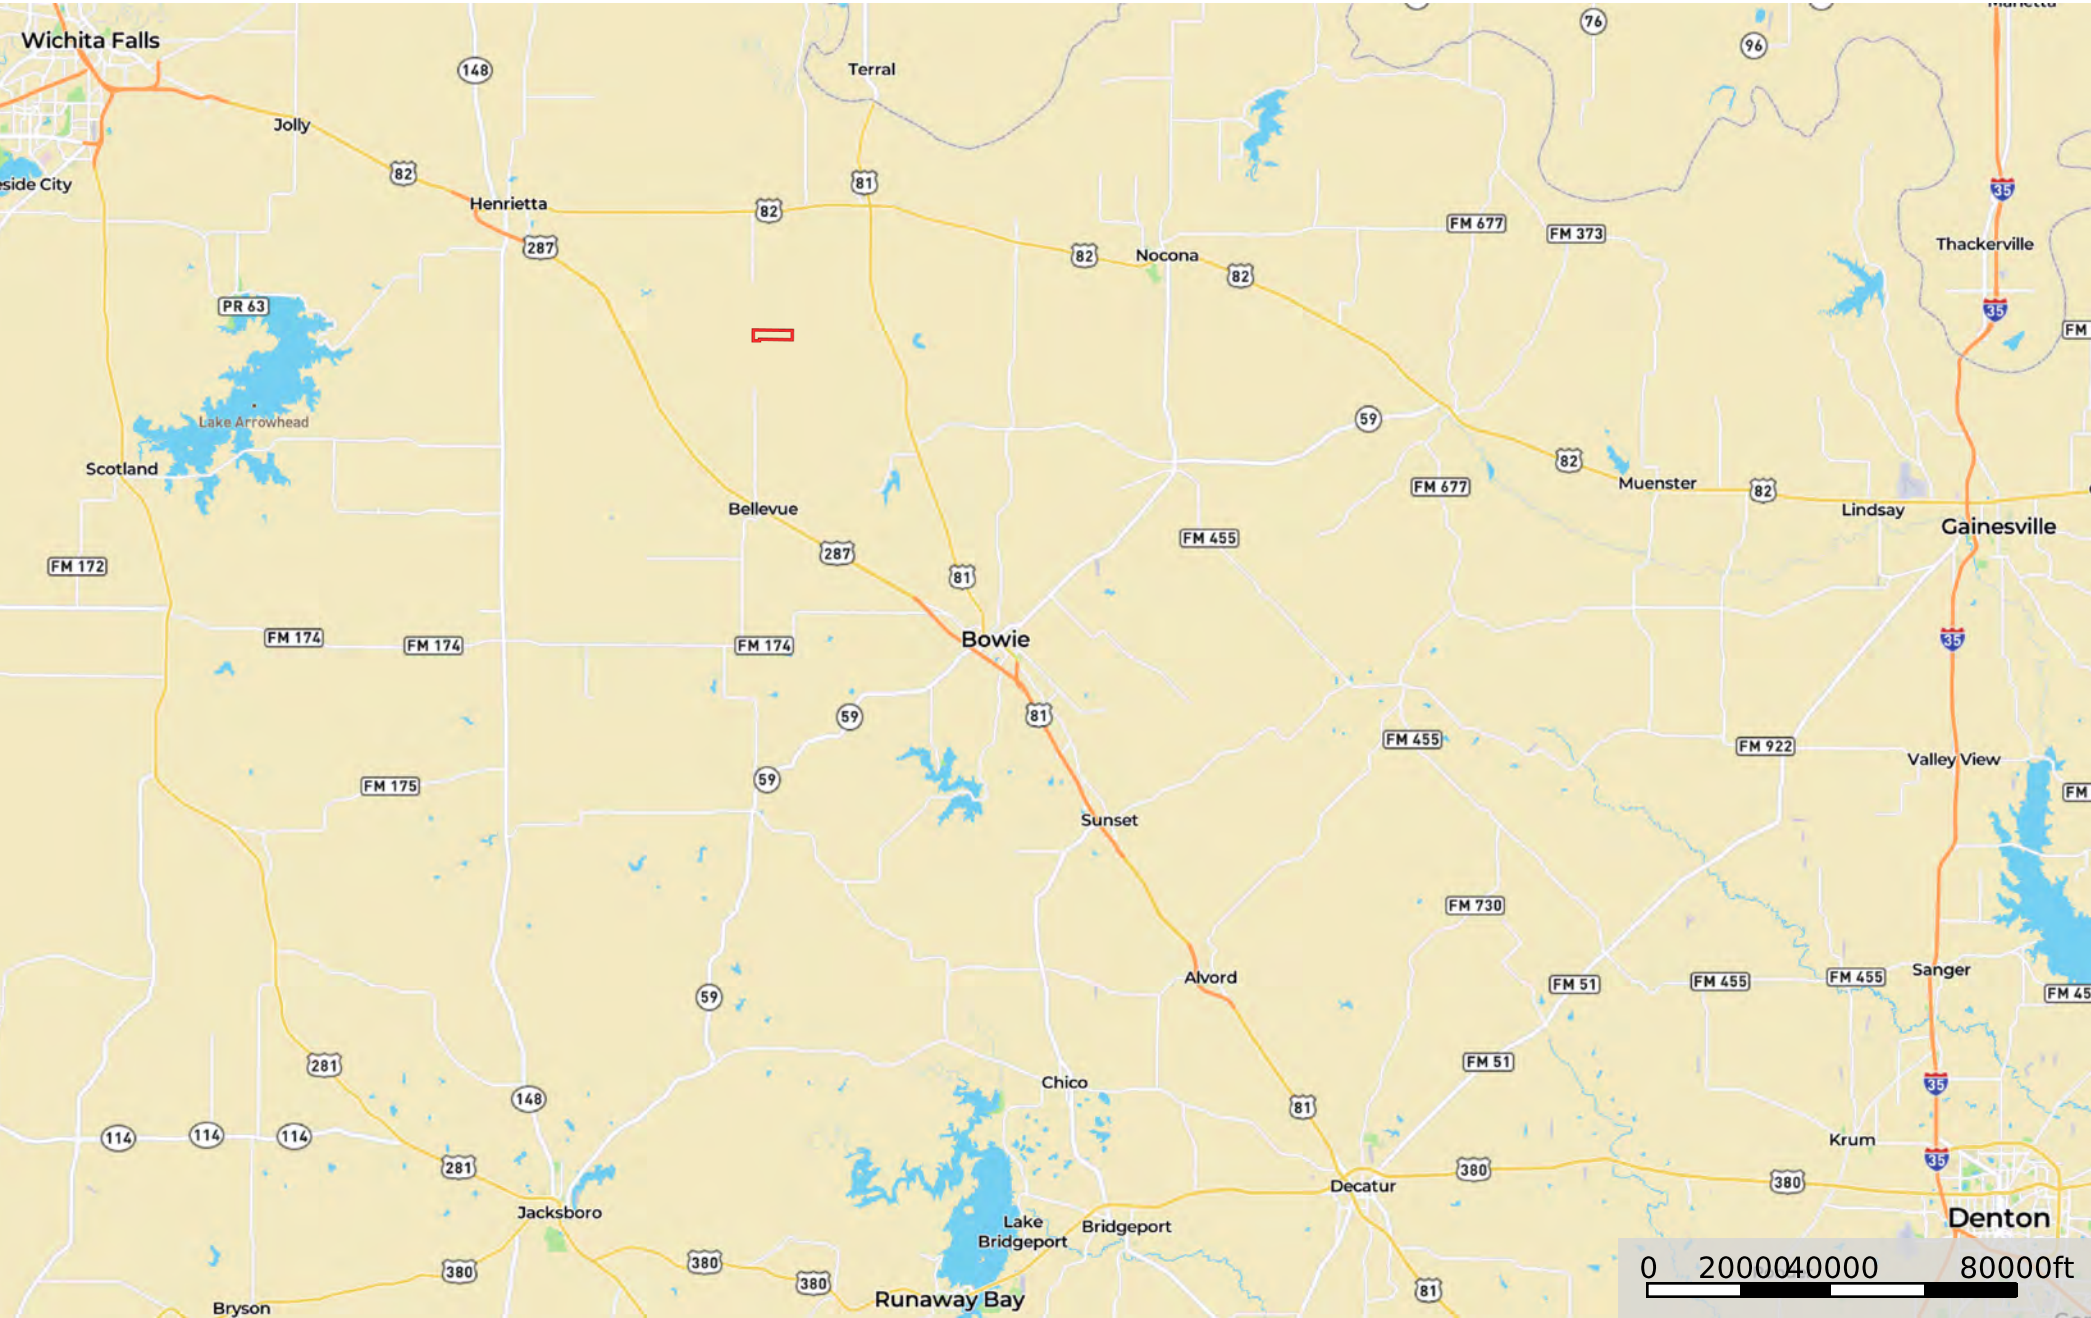 Marietta
76
96
Wichita Falls
148
Terral
Jolly
82
81
35
Henrietta
82
287
FM 677
FM 373
Thackerville
82
Nocona
82
PR 63
35
FM
59
Lake Arrowhead
82
Scotland
FM 677
Muenster
82
Lindsay
Gainesville
Bellevue
FM 455
287
81
FM 172
FM 174
FM 174
FM 174
Bowie
35
59
81
FM 455
FM 922
Valley View
59
FM 175
FM
Sunset
FM 730
Alvord
59
FM 51
FM 455
FM 455
Sanger
FM 45
281
FM 51
Chico
35
148
81
114
114
114
281
Krum
35
380
380
Decatur
Jacksboro
Lake
Bridgeport
Bridgeport
Denton
380
380
380
81
Runaway Bay
Bryson
0 20000 40000 80000ft